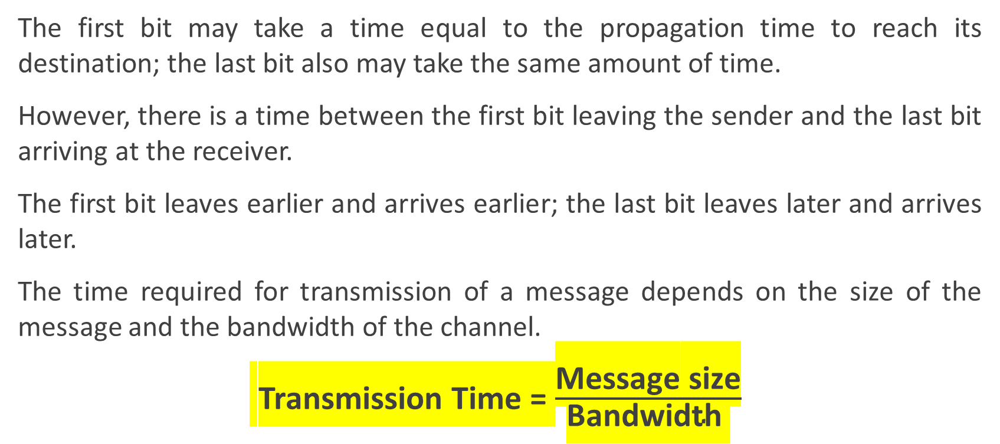 The first bit may take a time equal to the propagation time to reach its
destination; the last bit also may take the same amount of time.
However, there is a time between the first bit leaving the sender and the last bit
arriving at the receiver.
The first bit leaves earlier and arrives earlier; the last bit leaves later and arrives
later.
The time required for transmission of a message depends on the size of the
message and the bandwidth of the channel.
Transmission Time = Message size
Bandwidth